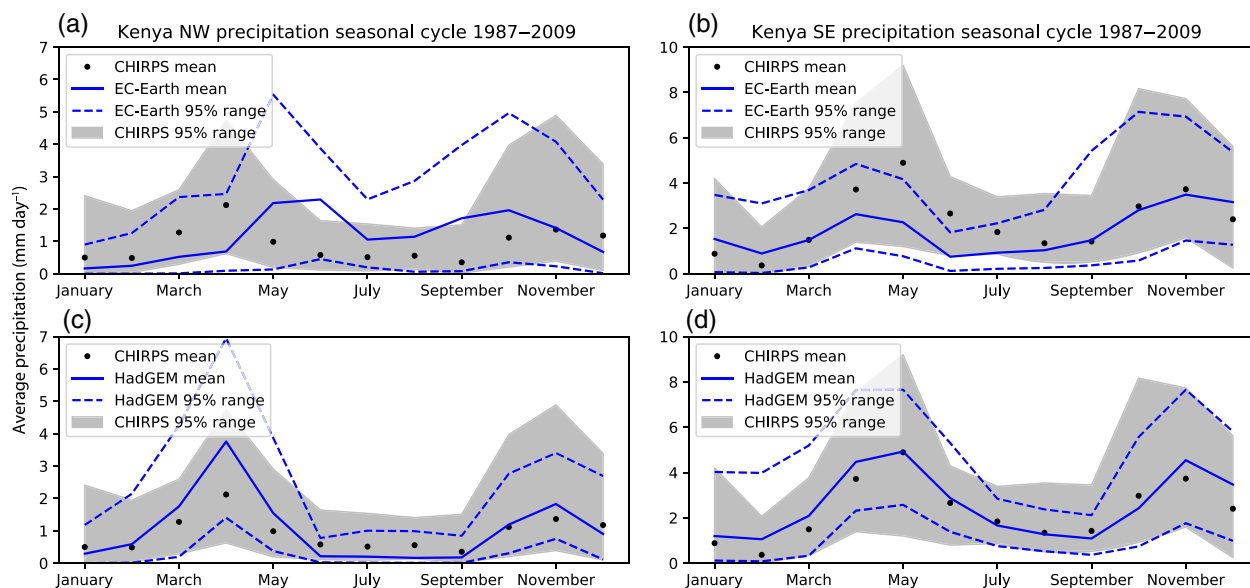 (a)
Kenya NW precipitation seasonal cycle 1987–2009
7
6
5
4
3
2
1
0
CHIRPS mean
EC-Earth mean
EC-Earth 95% range
CHIRPS 95% range
January March May July September November
(b)
Kenya SE precipitation seasonal cycle 1987–2009
10
8
6
4
2
0
CHIRPS mean
EC-Earth mean
EC-Earth 95% range
CHIRPS 95% range
January March May July September November
Average precipitation (mm day⁻¹)
(c)
7
6
5
4
3
2
1
0
CHIRPS mean
HadGEM mean
HadGEM 95% range
CHIRPS 95% range
January March May July September November
(d)
10
8
6
4
2
0
CHIRPS mean
HadGEM mean
HadGEM 95% range
CHIRPS 95% range
January March May July September November